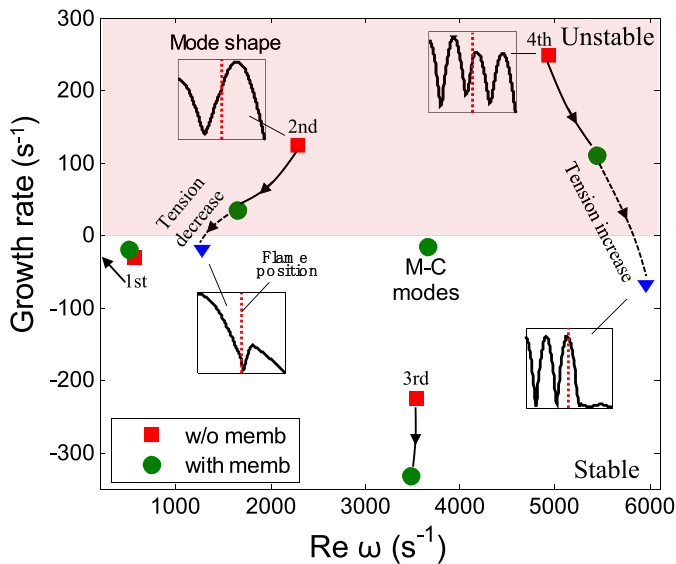 Growth rate (s⁻¹)
300
200
100
0
-100
-200
-300
1000
2000
3000
4000
5000
6000
Re ω (s⁻¹)
Mode shape
2nd
4th
Unstable
Tension
decrease
Tension increase
1st
Flame
position
M-C
modes
3rd
w/o memb
with memb
Stable